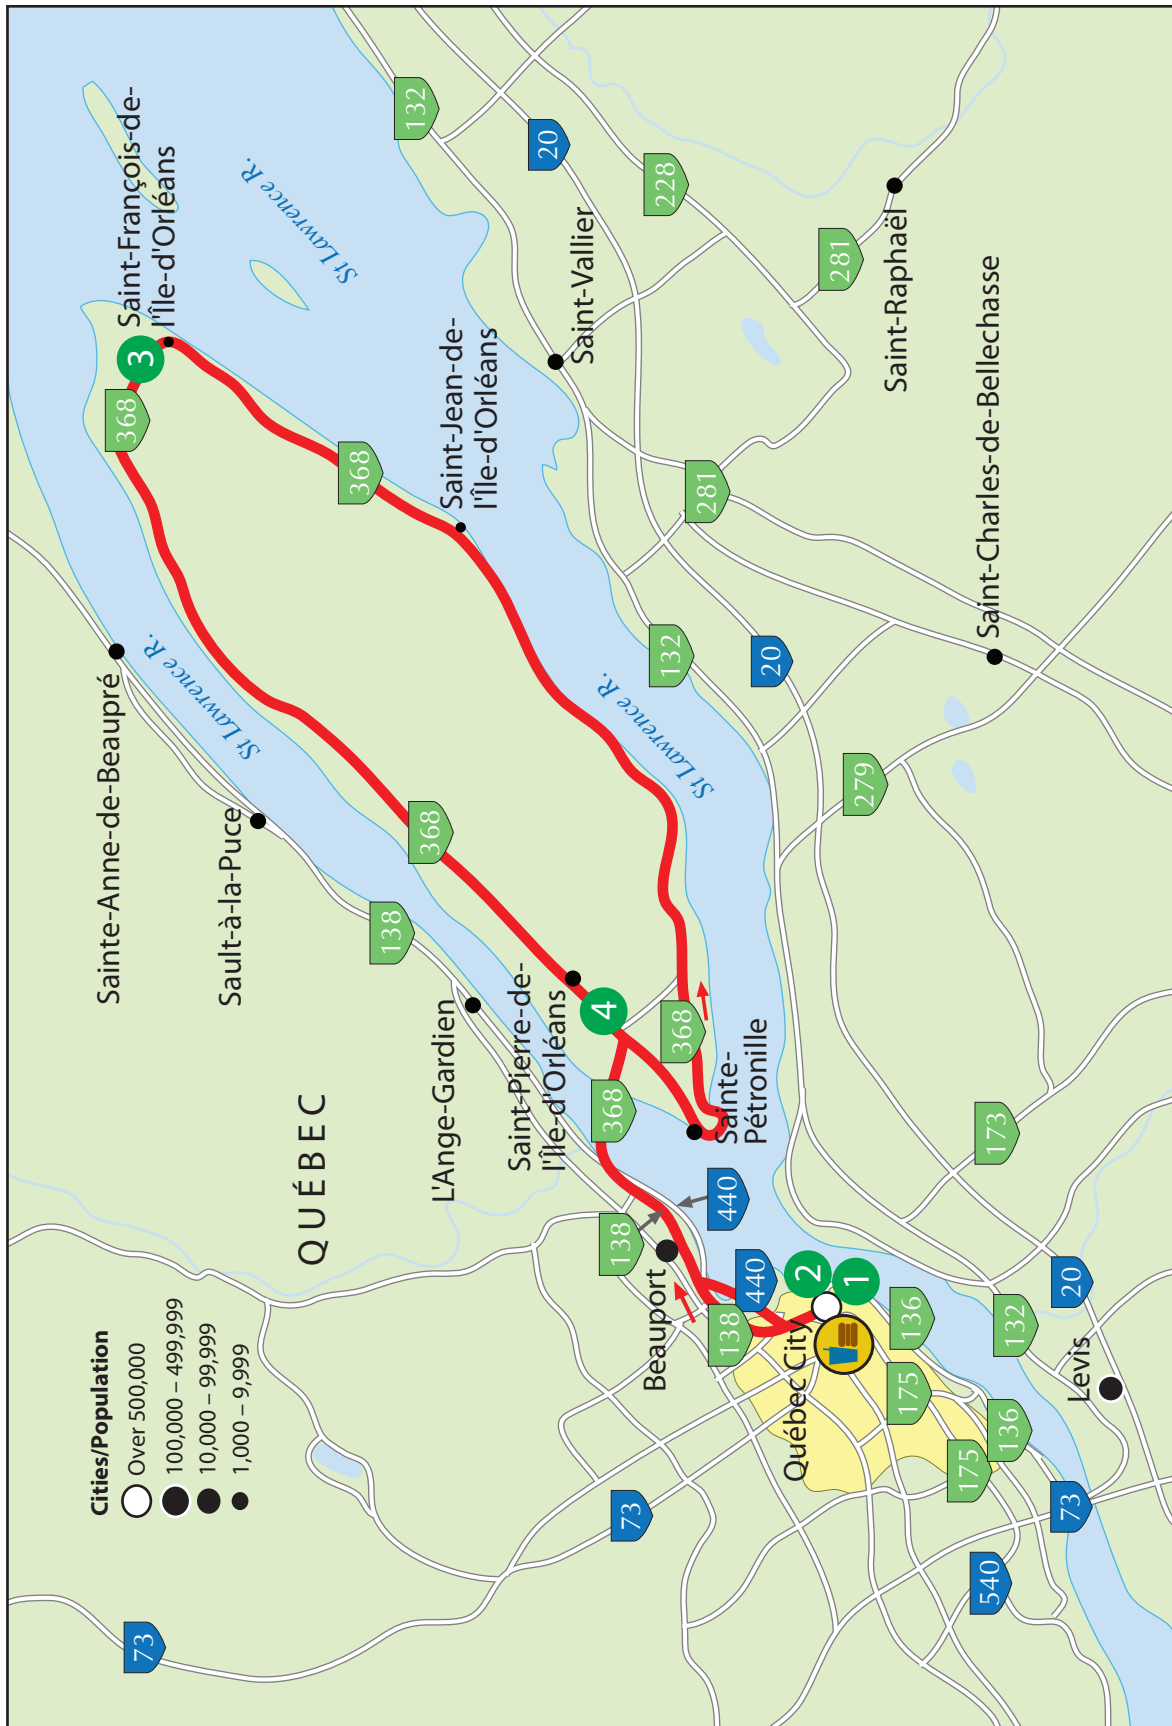 Cities/Population
Over 500,000
100,000 – 499,999
10,000 – 99,999
1,000 – 9,999
QUÉBEC
73
73
Sainte-Anne-de-Beaupré
Sault-à-la-Puce
138
L'Ange-Gardien
St Lawrence R.
368
3
Saint-François-de-
l'Île-d'Orléans
St Lawrence R.
368
368
Saint-Jean-de-
l'Île-d'Orléans
Saint-Pierre-de-
l'Île-d'Orléans
4
368
368
Sainte-
Pétronille
St Lawrence R.
138
440
Beauport
138
440
Québec City
2
1
136
175
136
175
540
73
132
20
Levis
173
279
132
20
281
Saint-Charles-de-Bellechasse
Saint-Vallier
132
20
228
281
Saint-Raphaël